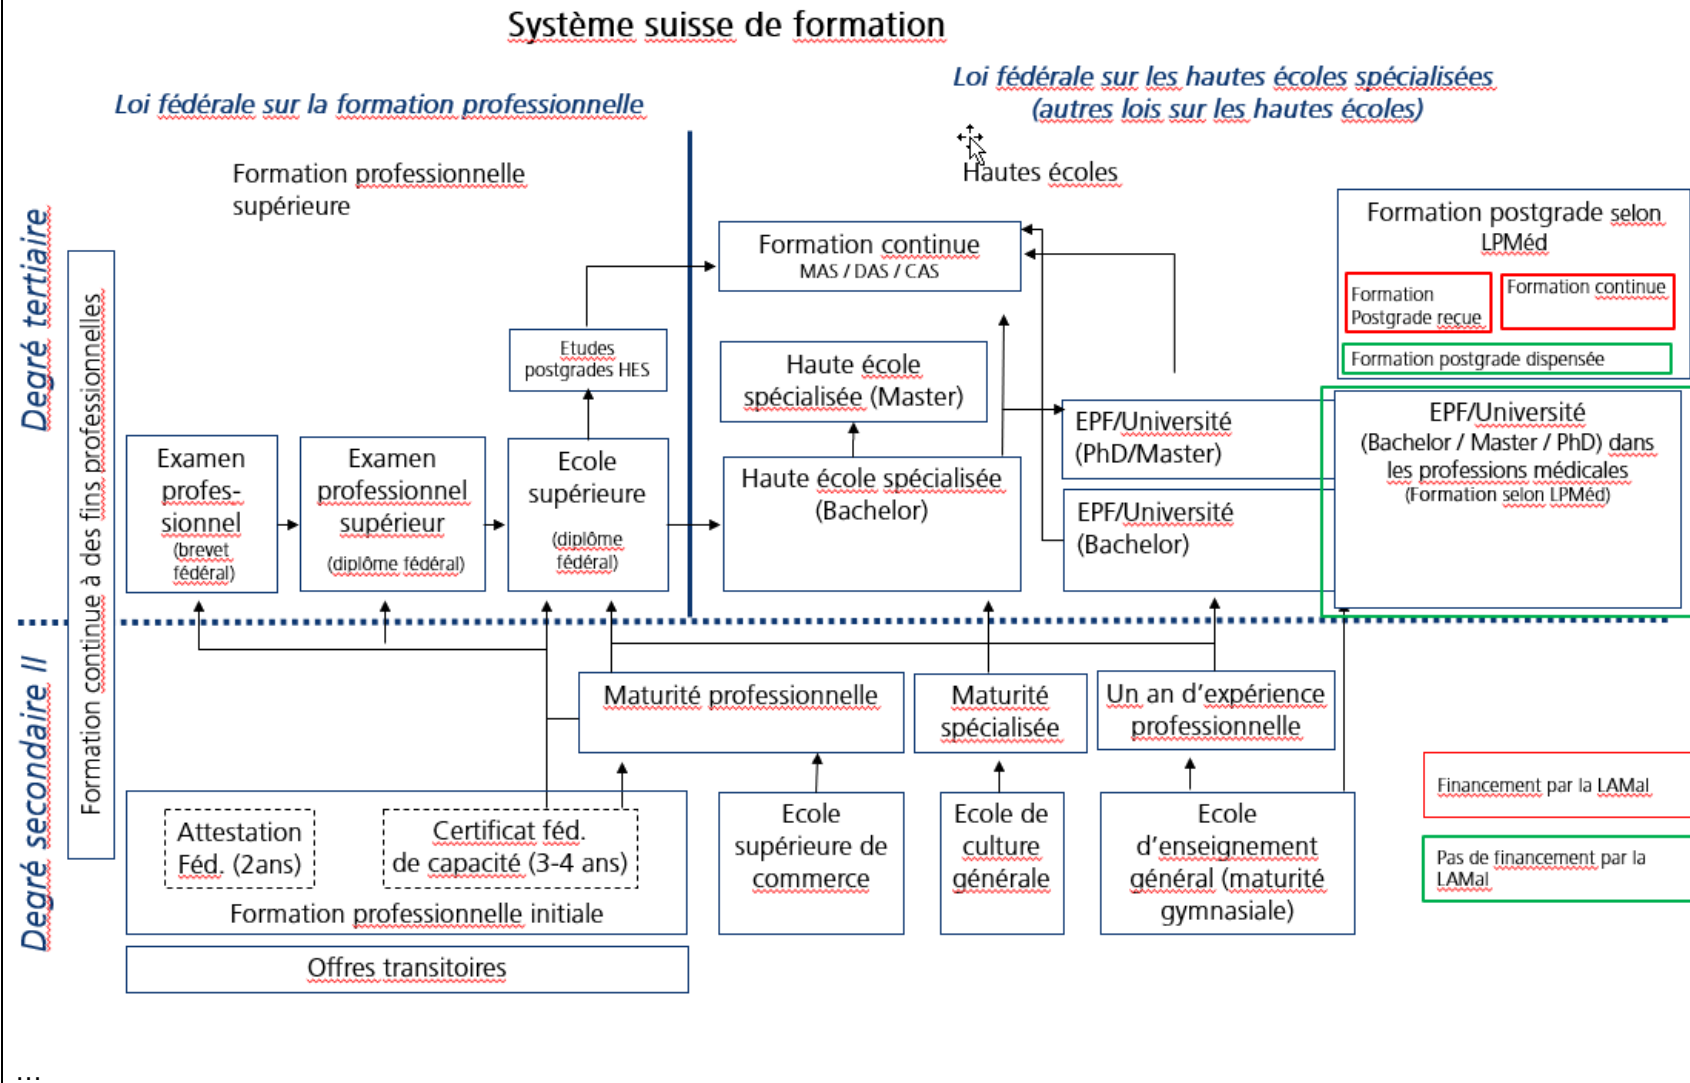 Système suisse de formation
Loi fédérale sur la formation professionnelle
Loi fédérale sur les hautes écoles spécialisées
(autres lois sur les hautes écoles)
Formation professionnelle
supérieure
Hautes écoles
Degré tertiaire
Degré secondaire II
Formation continue à des fins professionnelles
Formation continue
MAS / DAS / CAS
Formation postgrade selon
LPMéd
Formation
Postgrade reçue
Formation continue
Formation postgrade dispensée
Etudes
postgrades HES
Haute école
spécialisée (Master)
EPF/Université
(PhD/Master)
EPF/Université
(Bachelor / Master / PhD) dans
les professions médicales
(Formation selon LPMéd)
Examen
profes-
sionnel
(brevet
fédéral)
Examen
professionnel
supérieur
(diplôme fédéral)
Ecole
supérieure
(diplôme
fédéral)
Haute école spécialisée
(Bachelor)
EPF/Université
(Bachelor)
Maturité professionnelle
Maturité
spécialisée
Un an d’expérience
professionnelle
Attestation
Féd. (2ans)
Certificat féd.
de capacité (3-4 ans)
Formation professionnelle initiale
Ecole
supérieure de
commerce
Ecole de
culture
générale
Ecole
d’enseignement
général (maturité
gymnasiale)
Financement par la LAMal
Pas de financement par la
LAMal
Offres transitoires
...